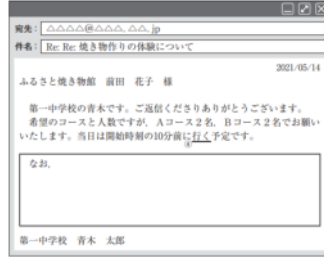 宛先： △△△△@△△△.△△.jp
件名： Re: Re: 焼き物作りの体験について
2021/05/14
ふるさと焼き物館　前田　花子　様
第一中学校の青木です。ご返信くださりありがとうございます。
希望のコースと人数ですが，Aコース2名，Bコース2名でお願い
いたします。当日は開始時刻の10分前に行く予定です。
なお，
第一中学校　青木　太郎